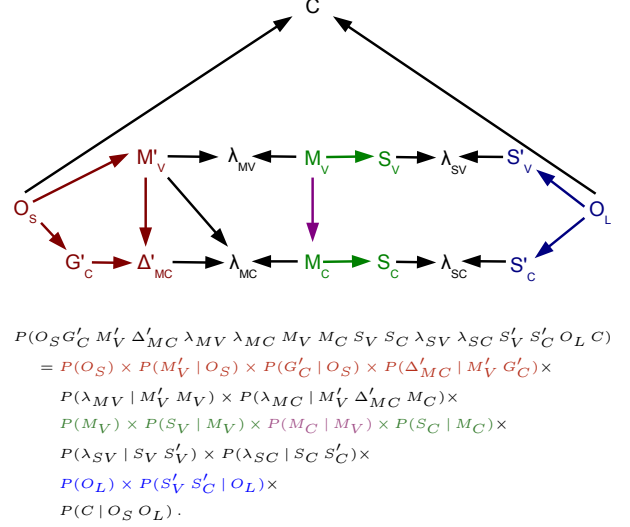 C
M'V λMV MV SV λSV S'V
OS OL
G'C Δ'MC λMC MC SC λSC S'C
P(OS G′C M′V Δ′MC λMV λMC MV MC SV SC λSV λSC S′V S′C OL C)
= P(OS) × P(M′V | OS) × P(G′C | OS) × P(Δ′MC | M′V G′C)×
P(λMV | M′V MV) × P(λMC | M′V Δ′MC MC)×
P(MV) × P(SV | MV) × P(MC | MV) × P(SC | MC)×
P(λSV | SV S′V) × P(λSC | SC S′C)×
P(OL) × P(S′V S′C | OL)×
P(C | OS OL) .